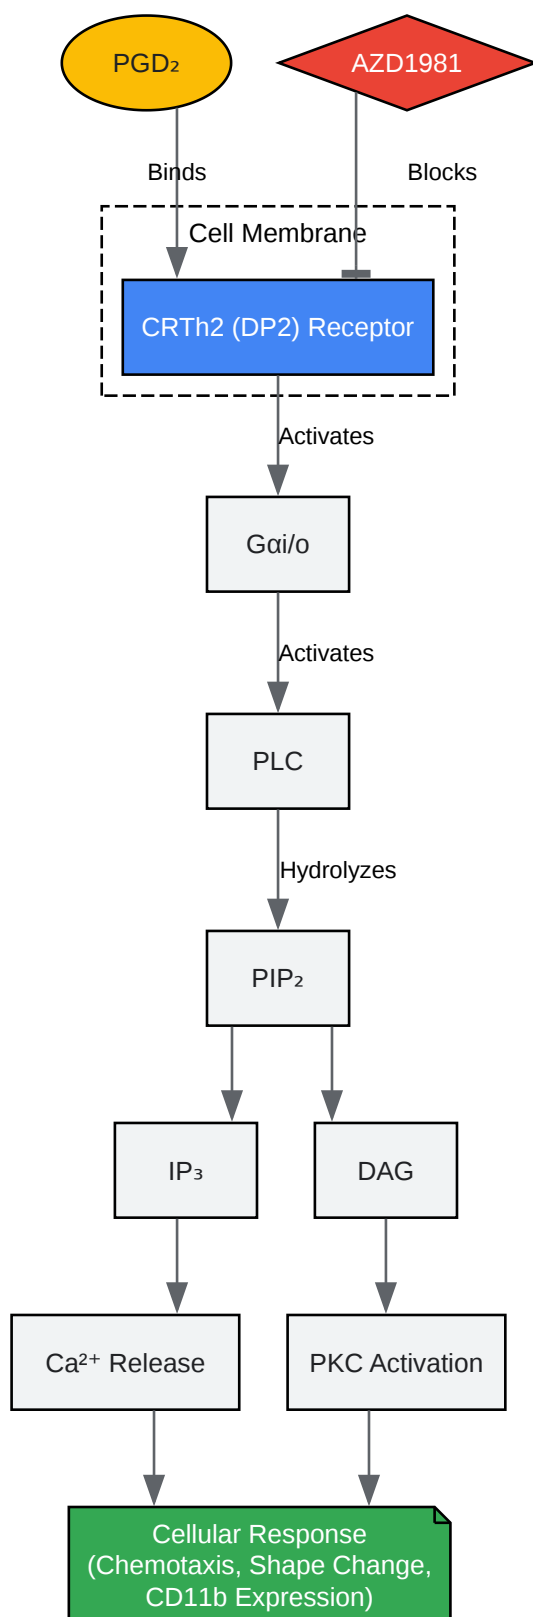 PGD₂
AZD1981
Binds
Blocks
Cell Membrane
CRTh2 (DP2) Receptor
Activates
Gαi/o
Activates
PLC
Hydrolyzes
PIP₂
IP₃
DAG
Ca²⁺ Release
PKC Activation
Cellular Response
(Chemotaxis, Shape Change,
CD11b Expression)